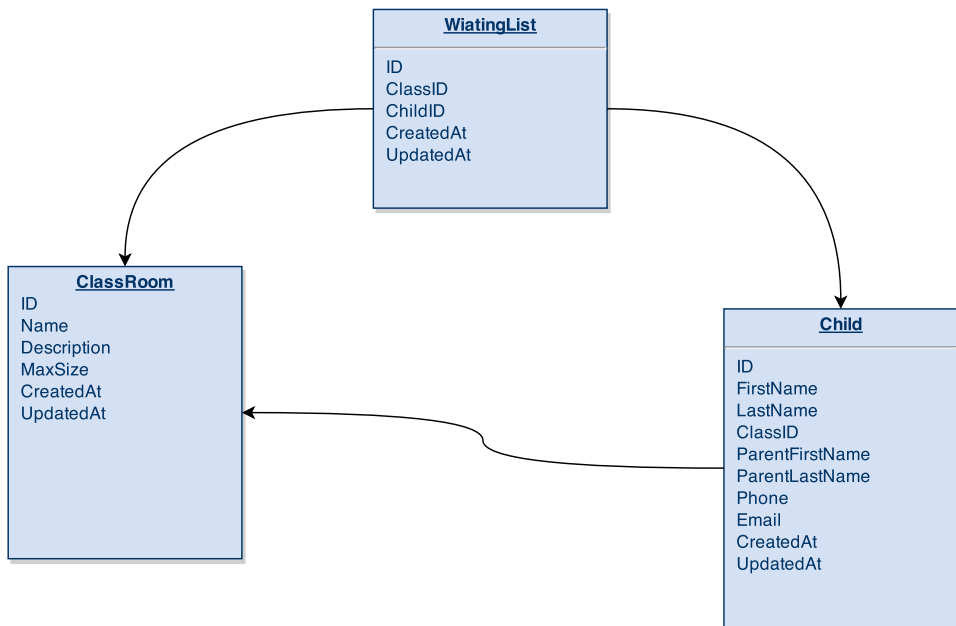 WiatingList
ID
ClassID
ChildID
CreatedAt
UpdatedAt
ClassRoom
ID
Name
Description
MaxSize
CreatedAt
UpdatedAt
Child
ID
FirstName
LastName
ClassID
ParentFirstName
ParentLastName
Phone
Email
CreatedAt
UpdatedAt